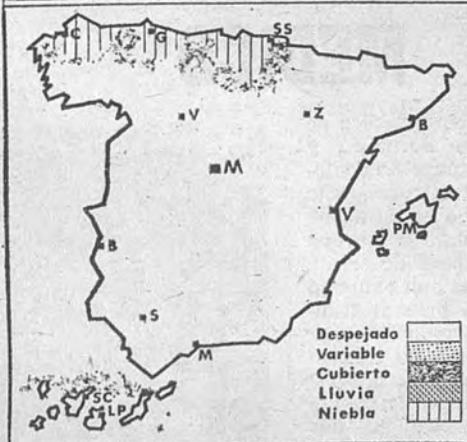 C G SS
V Z B
M
V PM
B
S
M
SC
LP
Despejado
Variable
Cubierto
Lluvia
Niebla